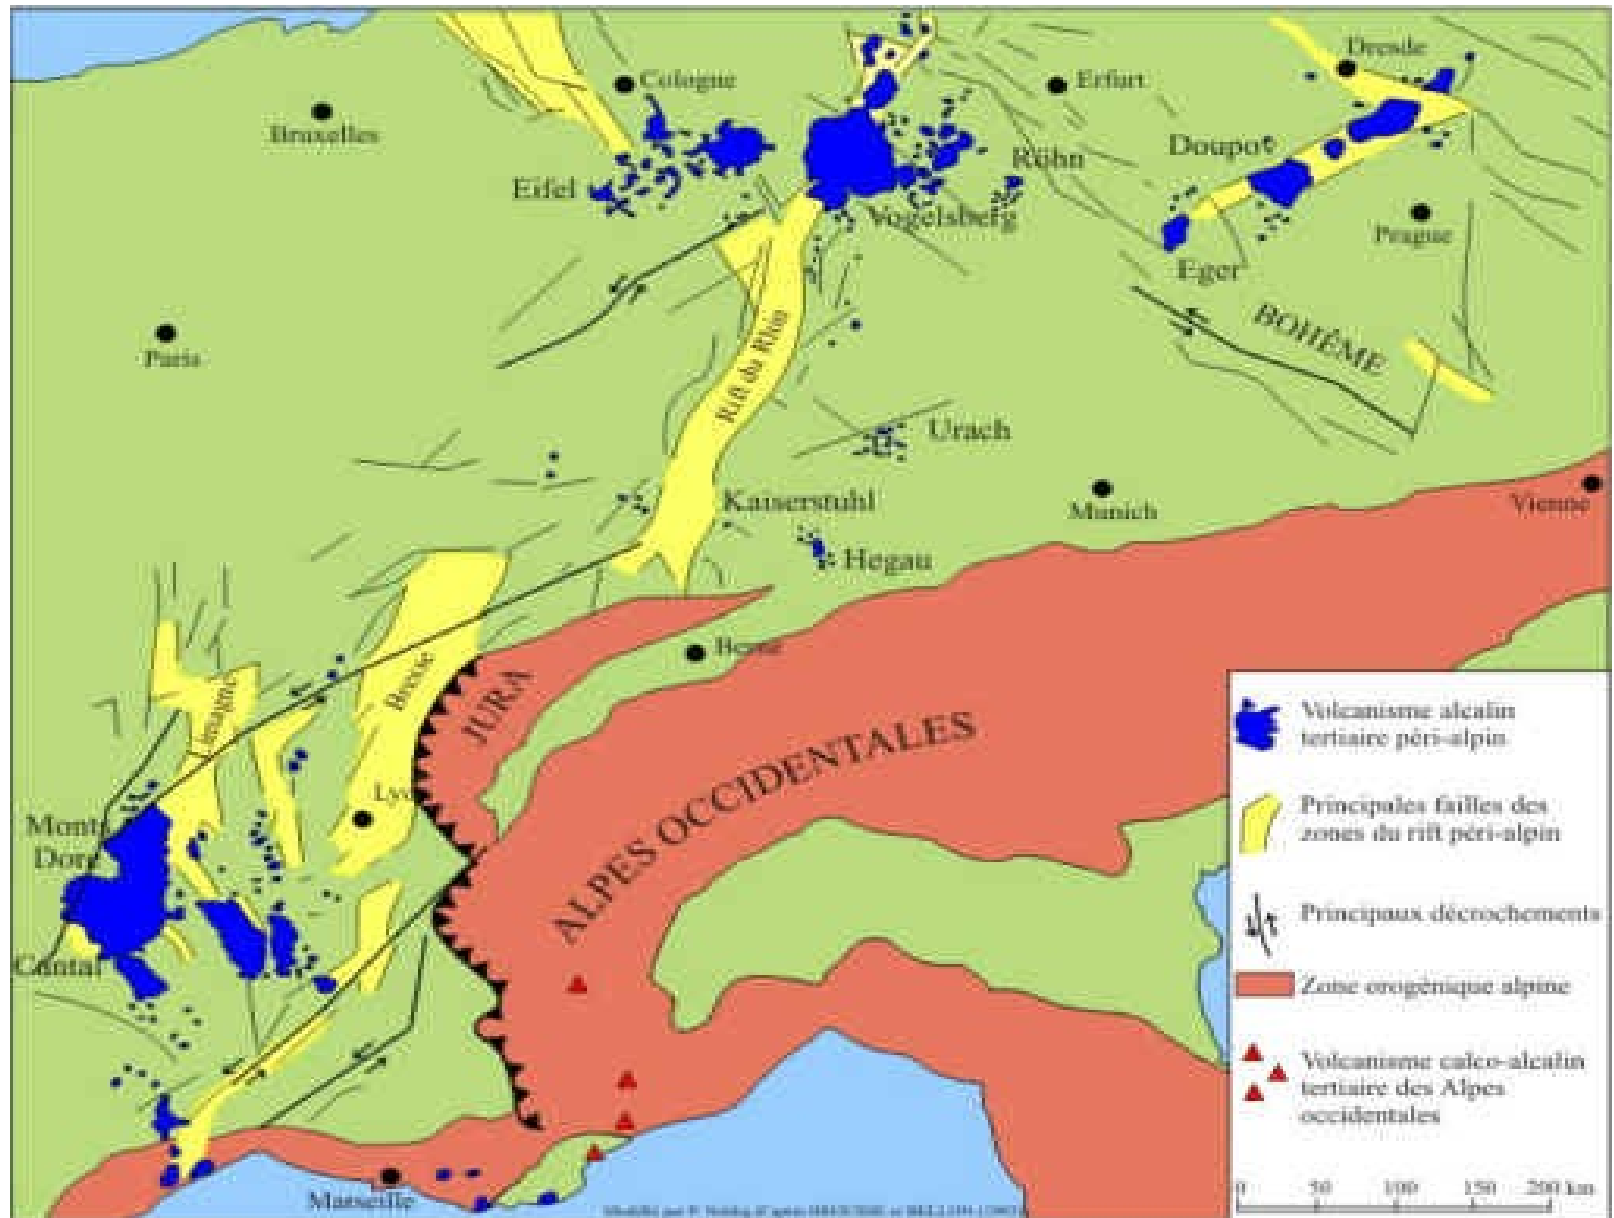 Dresde
Cologne
Erfurt
Bruxelles
Doupov
Röhn
Eifel
Vogelsberg
Prague
Eger
BOHÊME
Paris
Rift du Rhin
Urach
Kaiserstuhl
Munich
Vienne
Hegau
Berne
Bresse
JURA
Limagne
ALPES OCCIDENTALES
Lyon
Monts
Dore
Cantal
Marseille
Volcanisme alcalin
tertiaire péri-alpin
Principales failles des
zones du rift péri-alpin
Principaux décrochements
Zone orogénique alpine
Volcanisme calco-alcalin
tertiaire des Alpes
occidentales
0 50 100 150 200 km